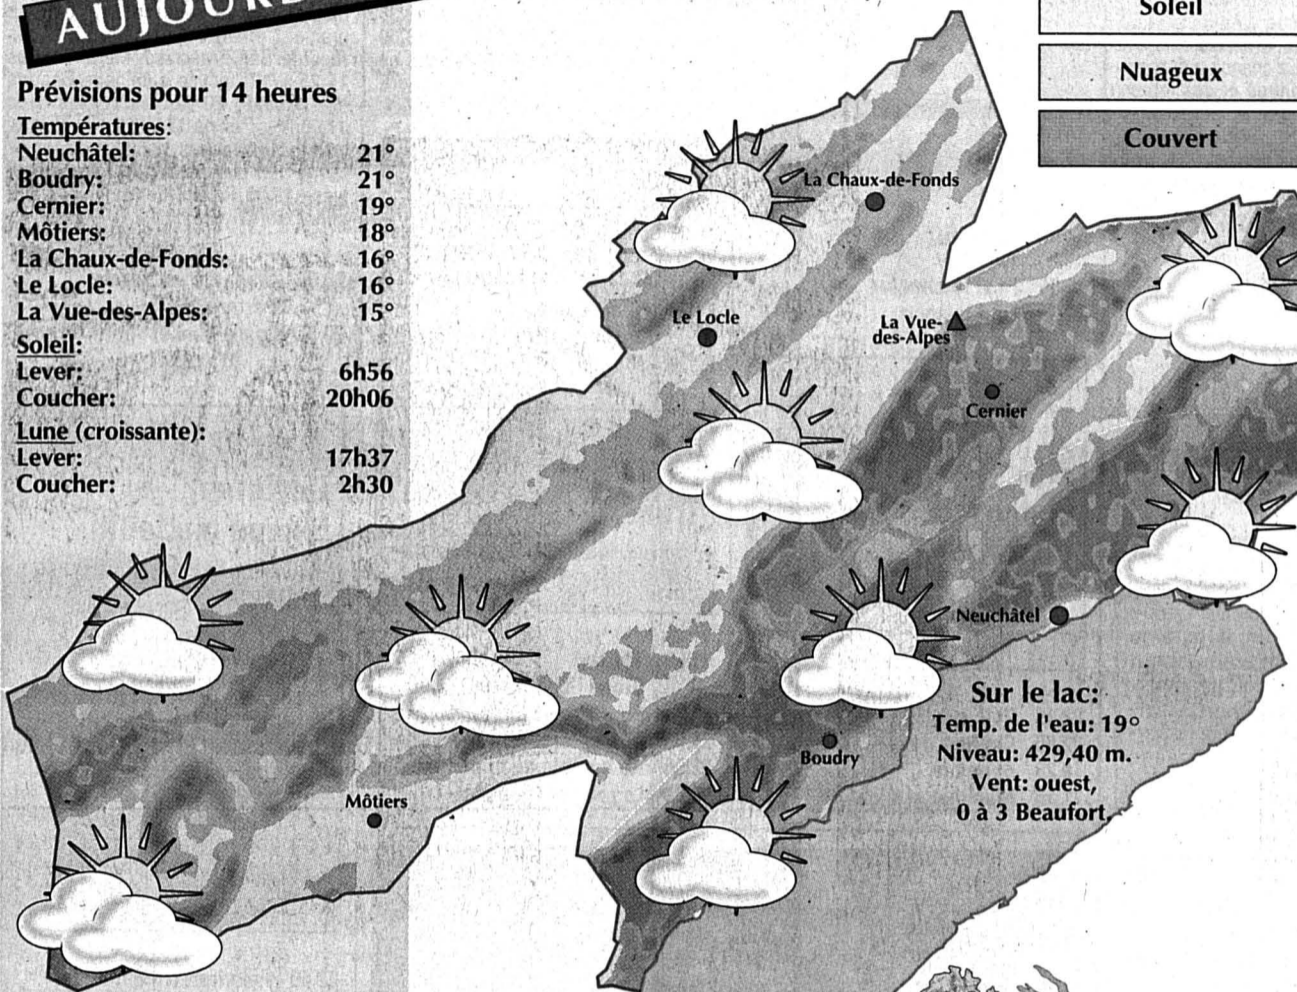 Prévisions pour 14 heures
Températures:
Neuchâtel: 21°
Boudry: 21°
Cernier: 19°
Môtiers: 18°
La Chaux-de-Fonds: 16°
Le Locle: 16°
La Vue-des-Alpes: 15°
Soleil:
Lever: 6h56
Coucher: 20h06
Lune (croissante):
Lever: 17h37
Coucher: 2h30
Soleil
Nuageux
Couvert
La Chaux-de-Fonds
Le Locle
La Vue-
des-Alpes
Cernier
Neuchâtel
Boudry
Môtiers
Sur le lac:
Temp. de l'eau: 19°
Niveau: 429,40 m.
Vent: ouest,
0 à 3 Beaufort.